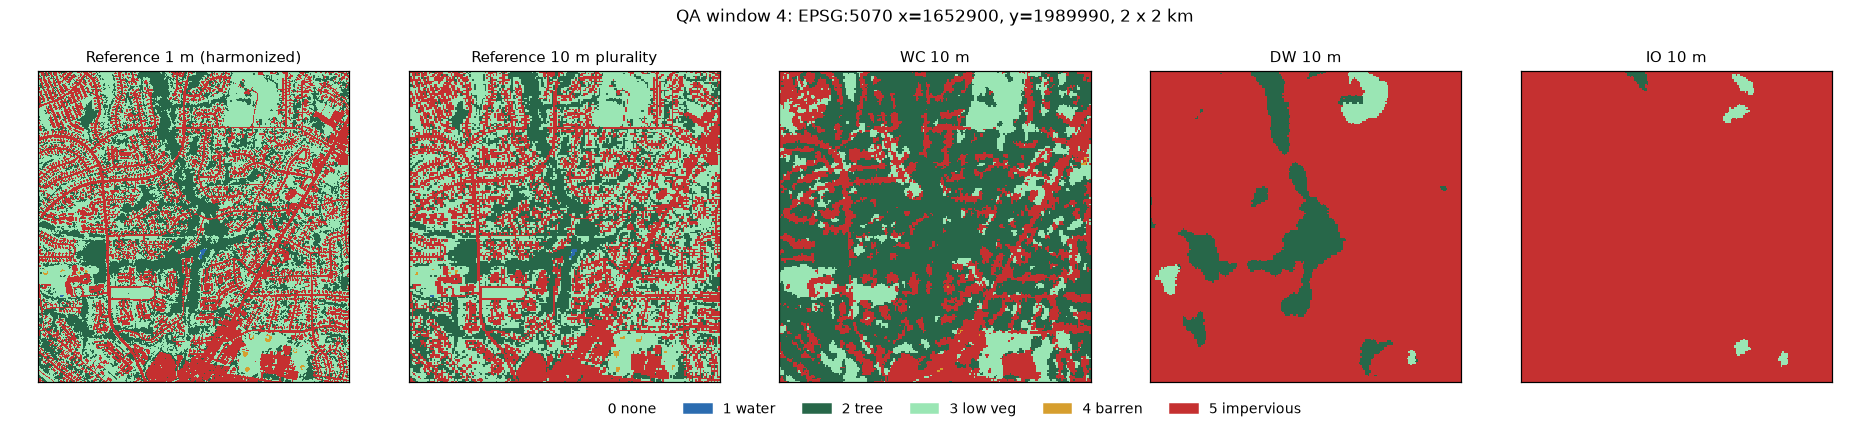 QA window 4: EPSG:5070 x=1652900, y=1989990, 2 x 2 km
Reference 1 m (harmonized)
Reference 10 m plurality
WC 10 m
DW 10 m
IO 10 m
0 none
1 water
2 tree
3 low veg
4 barren
5 impervious